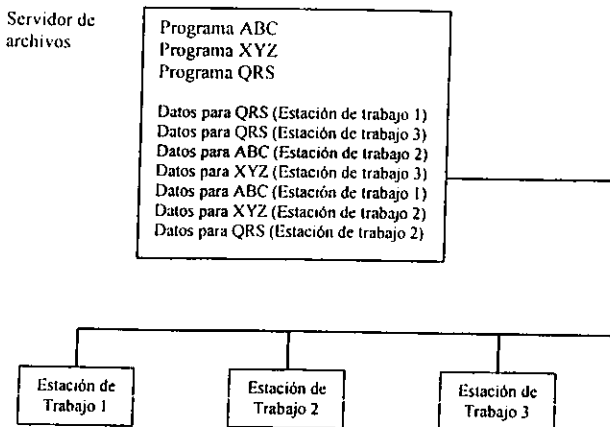 Servidor de
archivos
Programa ABC
Programa XYZ
Programa QRS
Datos para QRS (Estación de trabajo 1)
Datos para QRS (Estación de trabajo 3)
Datos para ABC (Estación de trabajo 2)
Datos para XYZ (Estación de trabajo 3)
Datos para ABC (Estación de trabajo 1)
Datos para XYZ (Estación de trabajo 2)
Datos para QRS (Estación de trabajo 2)
Estación de
Trabajo 1
Estación de
Trabajo 2
Estación de
Trabajo 3